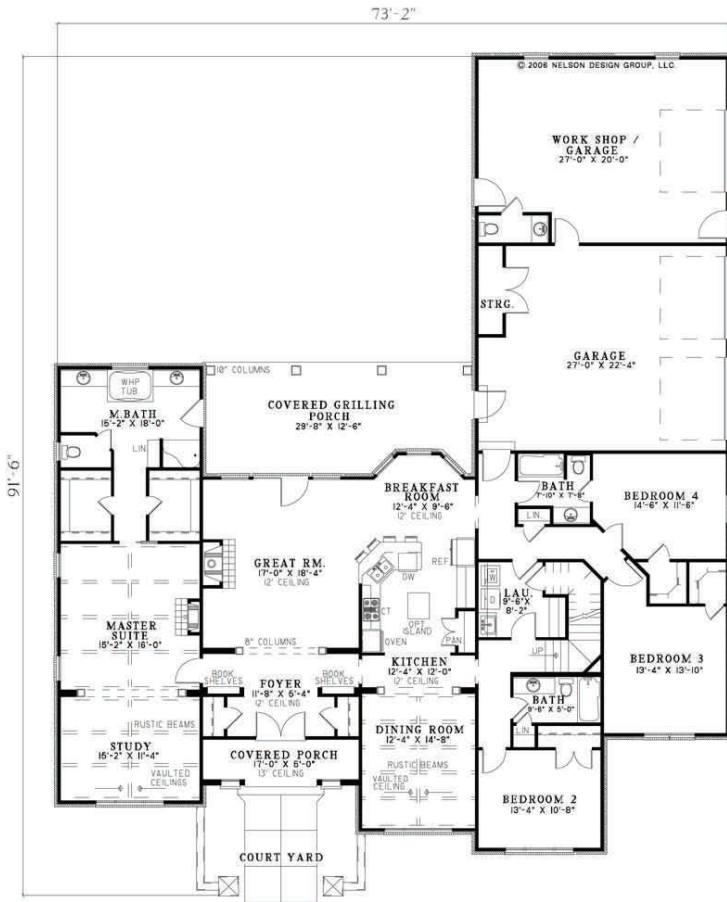 73'-2"
© 2006 NELSON DESIGN GROUP, LLC
WORK SHOP /
GARAGE
27'-0" X 20'-0"
STRG.
GARAGE
27'-0" X 22'-4"
10" COLUMNS
COVERED GRILLING
PORCH
29'-8" X 12'-6"
WHP
TUB
M.BATH
15'-2" X 18'-0"
LIN.
91'-6"
BREAKFAST
ROOM
12'-4" X 9'-6"
12' CEILING
BATH
7'-10" X 7'-8"
LIN.
BEDROOM 4
14'-6" X 11'-6"
GREAT RM.
17'-0" X 18'-4"
12' CEILING
REF.
DW
CT
OVEN
OPT
ISLAND
PAN.
W
D
LAU.
9'-6"X
8'-2"
UP
MASTER
SUITE
15'-2" X 16'-0"
8" COLUMNS
BOOK
SHELVES
FOYER
11'-8" X 5'-4"
12' CEILING
BOOK
SHELVES
KITCHEN
12'-4" X 12'-0"
12' CEILING
BEDROOM 3
13'-4" X 13'-10"
BATH
9'-6" X 5'-0"
LIN
RUSTIC BEAMS
STUDY
15'-2" X 11'-4"
VAULTED
CEILINGS
COVERED PORCH
17'-0" X 6'-0"
13' CEILING
DINING ROOM
12'-4" X 14'-8"
RUSTIC BEAMS
VAULTED
CEILING
BEDROOM 2
13'-4" X 10'-8"
COURT YARD